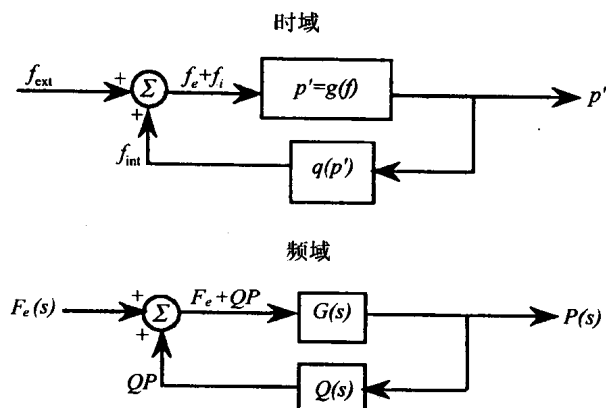 时域
f_ext
+
Σ
+
f_e+f_i
p'=g(f)
p'
f_int
q(p')
频域
F_e(s)
+
Σ
+
F_e+QP
G(s)
P(s)
QP
Q(s)